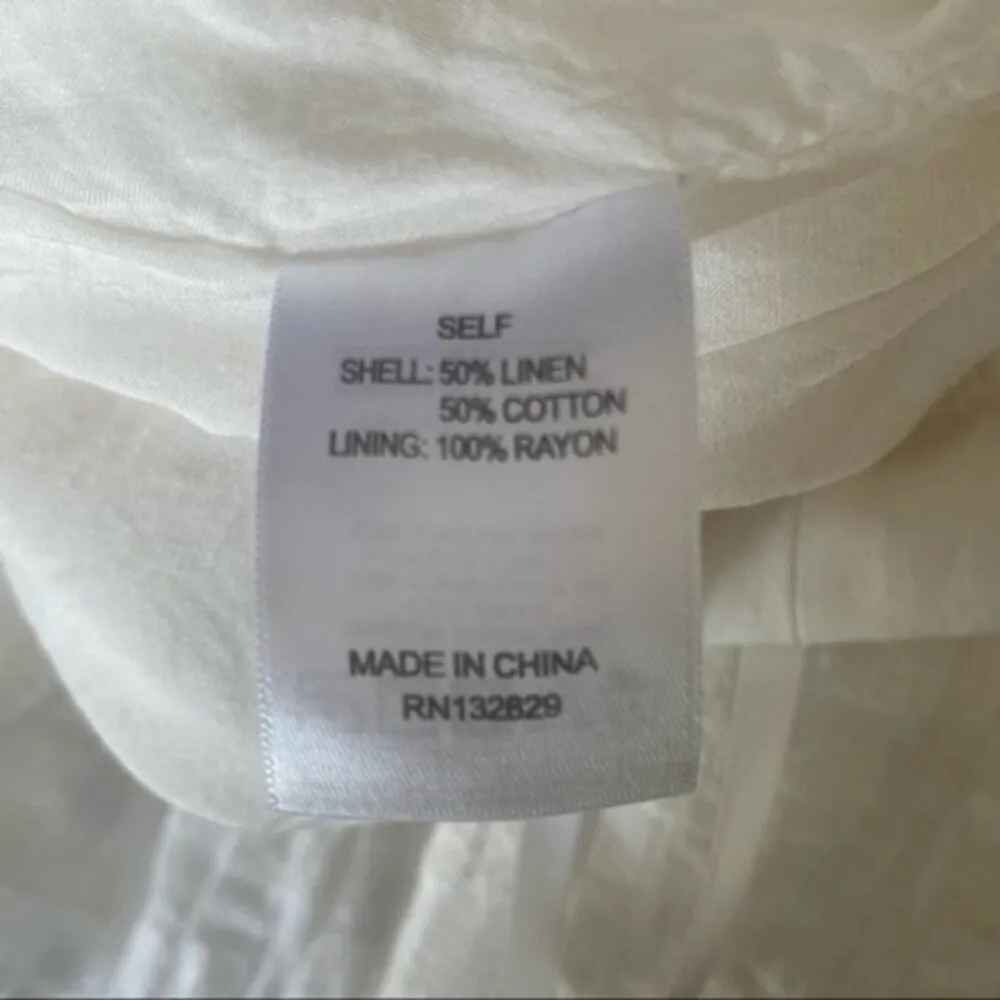 SELF
SHELL: 50% LINEN
50% COTTON
LINING: 100% RAYON
MADE IN CHINA
RN132829